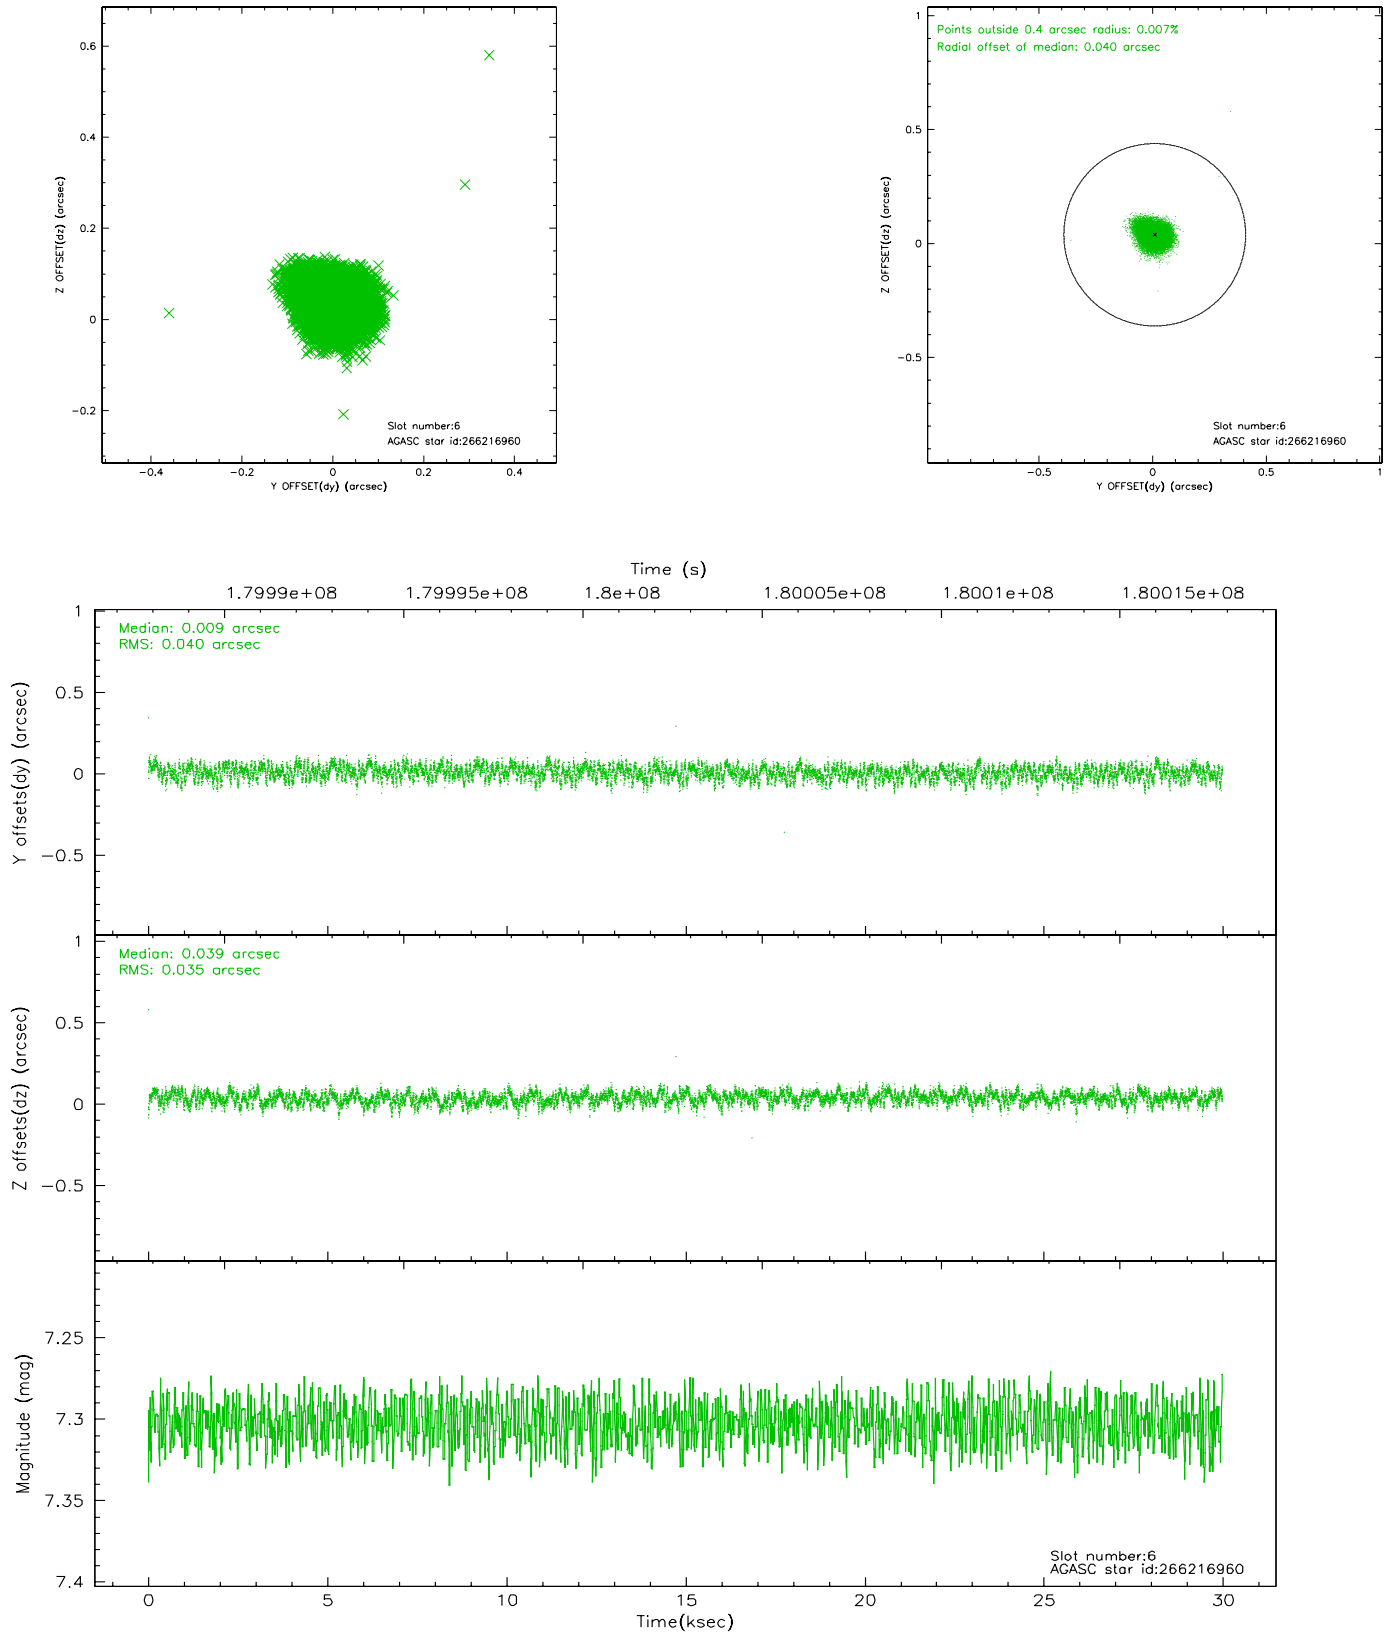 0.6
0.4
0.2
0
−0.2
Z OFFSET(dz) (arcsec)
Slot number:6
AGASC star id:266216960
−0.4
−0.2
0
0.2
0.4
Y OFFSET(dy) (arcsec)
1
0.5
0
−0.5
Z OFFSET(dz) (arcsec)
Points outside 0.4 arcsec radius: 0.007%
Radial offset of median: 0.040 arcsec
Slot number:6
AGASC star id:266216960
−0.5
0
0.5
1
Y OFFSET(dy) (arcsec)
Time (s)
1.7999e+08
1.79995e+08
1.8e+08
1.80005e+08
1.8001e+08
1.80015e+08
1
0.5
0
−0.5
Y offsets(dy) (arcsec)
Median: 0.009 arcsec
RMS: 0.040 arcsec
1
0.5
0
−0.5
Z offsets(dz) (arcsec)
Median: 0.039 arcsec
RMS: 0.035 arcsec
7.25
7.3
7.35
7.4
Magnitude (mag)
Slot number:6
AGASC star id:266216960
0
5
10
15
20
25
30
Time(ksec)